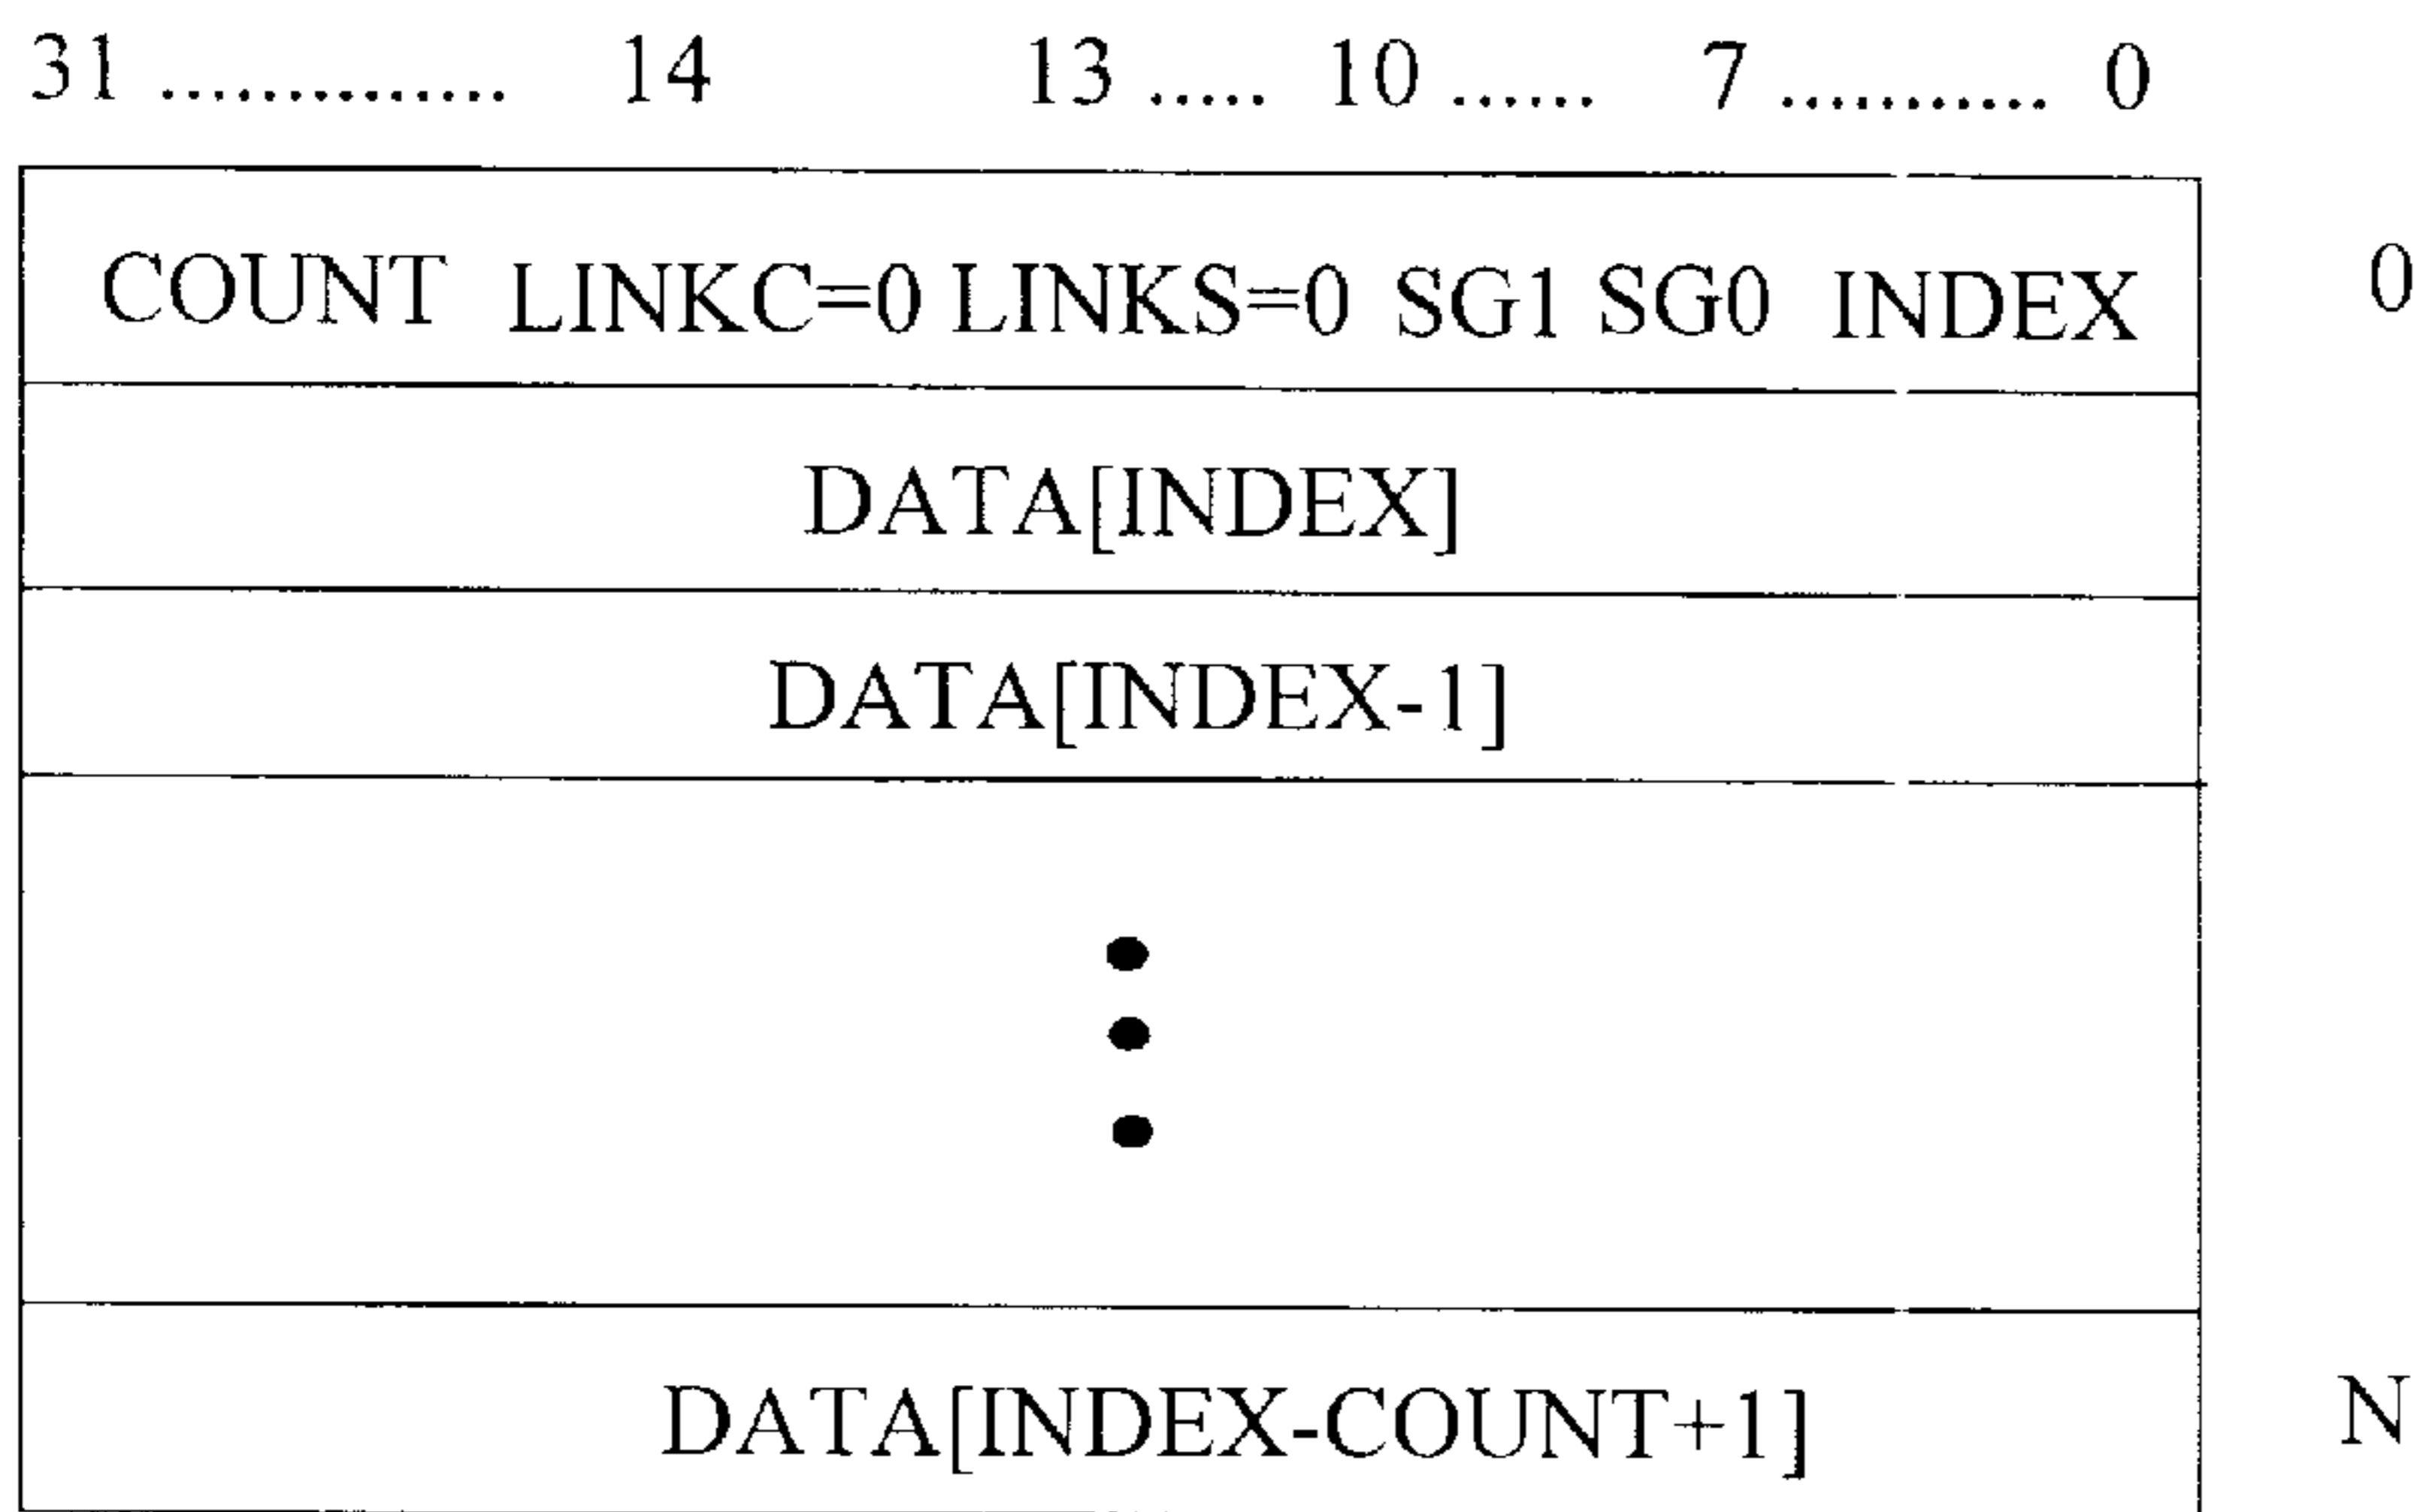 31 .............. 14 13 ..... 10 ...... 7 ........... 0
COUNT LINKC=0 LINKS=0 SG1 SG0 INDEX 0
DATA[INDEX]
DATA[INDEX-1]
DATA[INDEX-COUNT+1] N